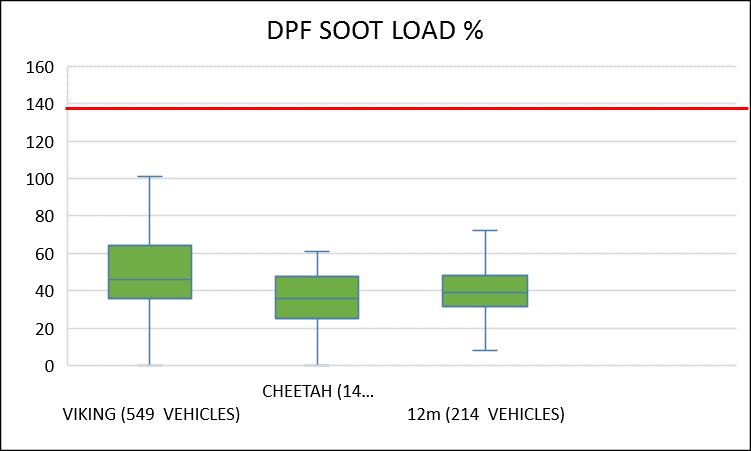 DPF SOOT LOAD %
160
140
120
100
80
60
40
20
0
CHEETAH (14...
VIKING (549 VEHICLES)
12m (214 VEHICLES)